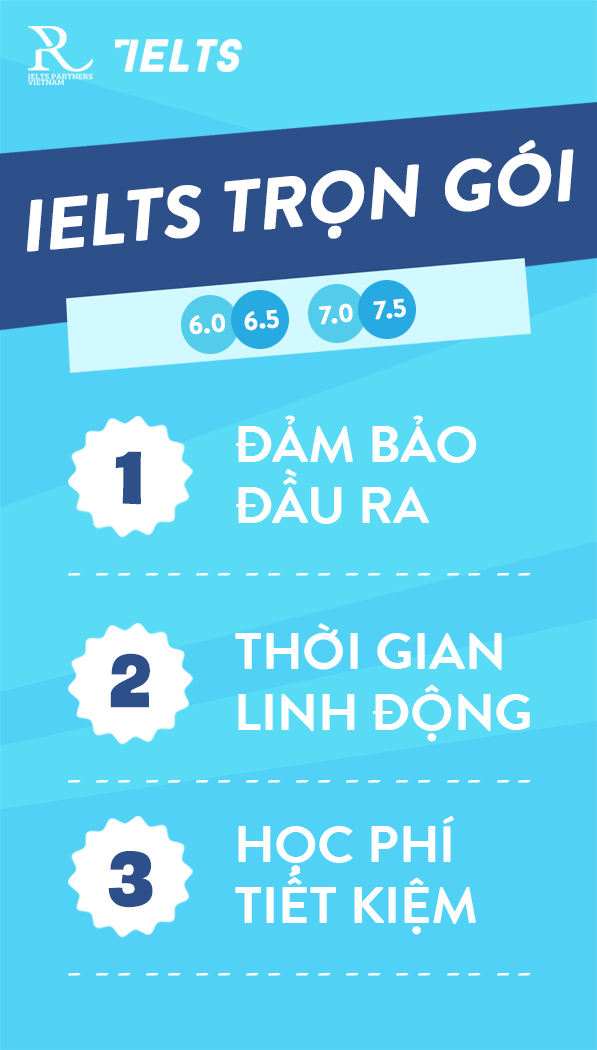 R
IELTS PARTNERS
VIETNAM
7IELTS
IELTS TRỌN GÓI
6.0 6.5 7.0 7.5
1
ĐẢM BẢO
ĐẦU RA
2
THỜI GIAN
LINH ĐỘNG
3
HỌC PHÍ
TIẾT KIỆM